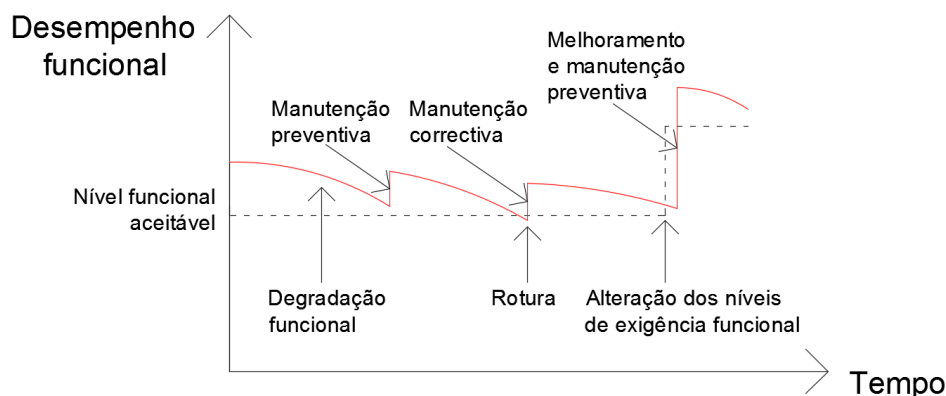 Desempenho
funcional
Manutenção
preventiva
Manutenção
correctiva
Melhoramento
e manutenção
preventiva
Nível funcional
aceitável
Degradação
funcional
Rotura
Alteração dos níveis
de exigência funcional
Tempo